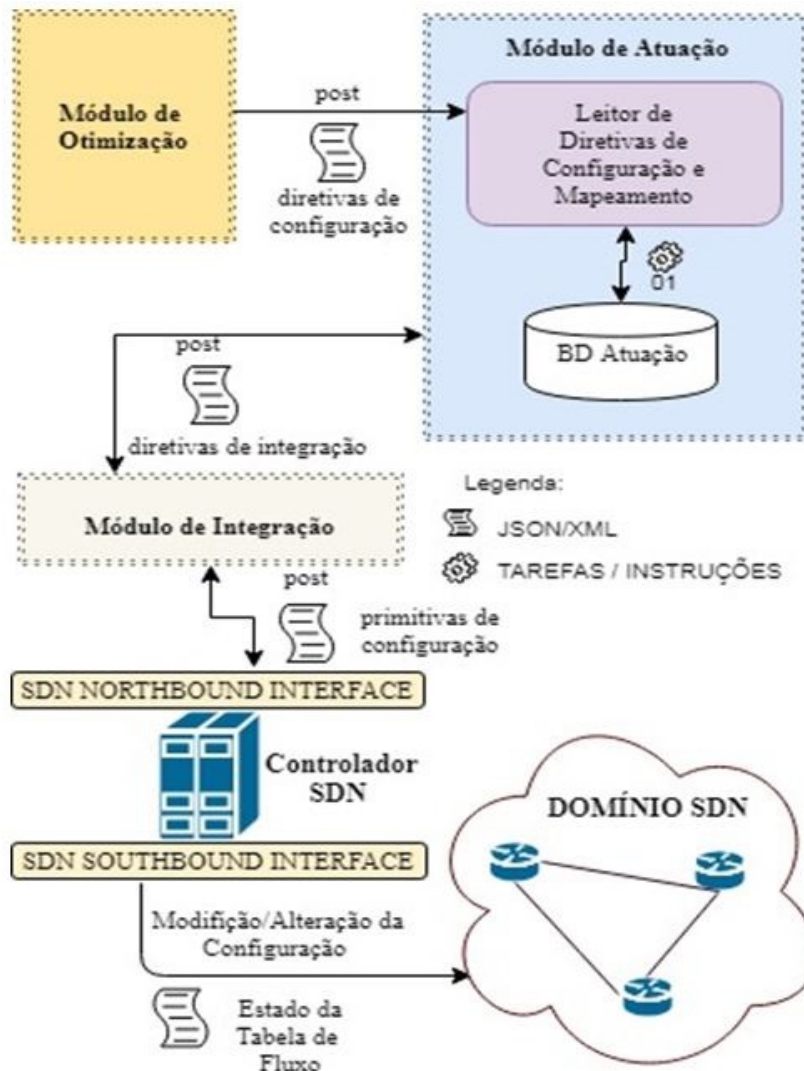 Módulo de Atuação
Módulo de
Otimização
post
diretivas de
configuração
Leitor de
Diretivas de
Configuração e
Mapeamento
01
BD Atuação
post
diretivas de integração
Módulo de Integração
Legenda:
JSON/XML
TAREFAS / INSTRUÇÕES
post
primitivas de
configuração
SDN NORTHBOUND INTERFACE
Controlador
SDN
SDN SOUTHBOUND INTERFACE
DOMÍNIO SDN
Modifição/Alteração da
Configuração
Estado da
Tabela de
Fluxo